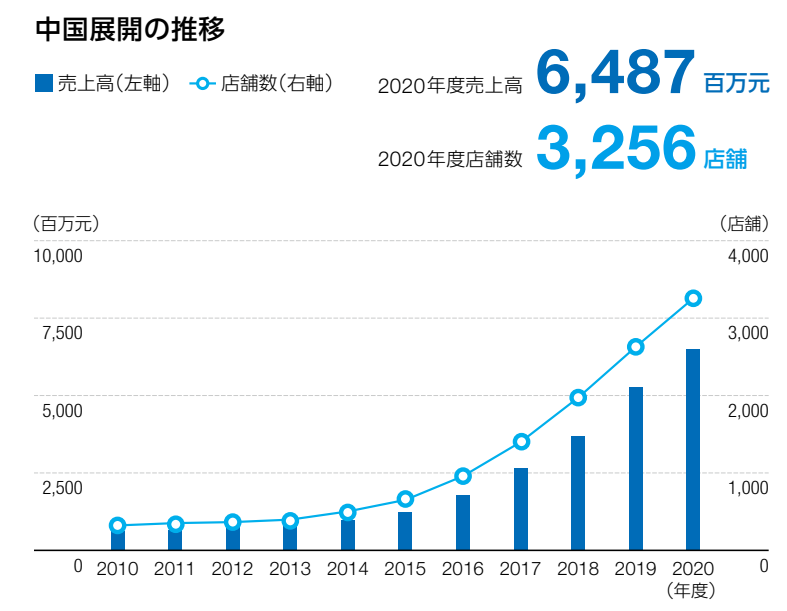 中国展開の推移
売上高(左軸) 店舗数(右軸)
2020年度売上高 6,487 百万元
2020年度店舗数 3,256 店舗
(百万元) (店舗)
10,000 4,000
7,500 3,000
5,000 2,000
2,500 1,000
0 2010 2011 2012 2013 2014 2015 2016 2017 2018 2019 2020 0
(年度)